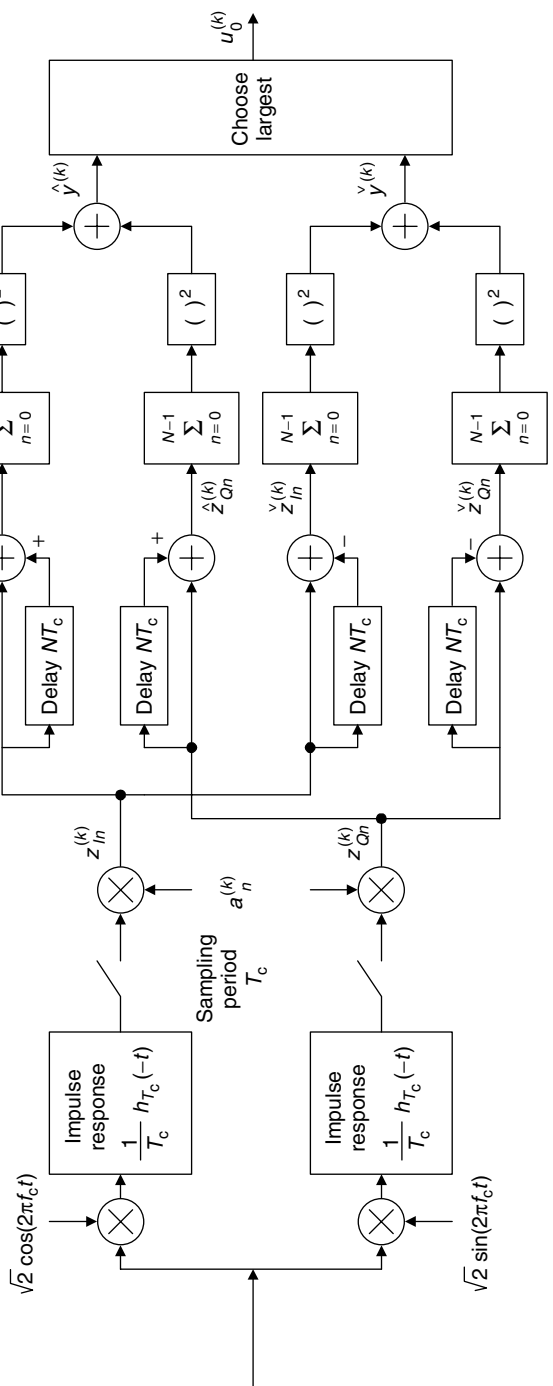 √2 cos(2πf_c t)
√2 sin(2πf_c t)
Impulse
response
1/T_c h_{T_c}(−t)
Impulse
response
1/T_c h_{T_c}(−t)
Sampling
period
T_c
a_n^{(k)}
z_{In}^{(k)}
z_{Qn}^{(k)}
Delay NT_c
Delay NT_c
Delay NT_c
Delay NT_c
+
+
−
−
ẑ_{Qn}^{(k)}
ž_{In}^{(k)}
ž_{Qn}^{(k)}
Σ
n=0
N−1
Σ
n=0
N−1
Σ
n=0
N−1
Σ
n=0
( )²
( )²
( )²
( )²
ŷ^{(k)}
y̌^{(k)}
Choose
largest
u_0^{(k)}